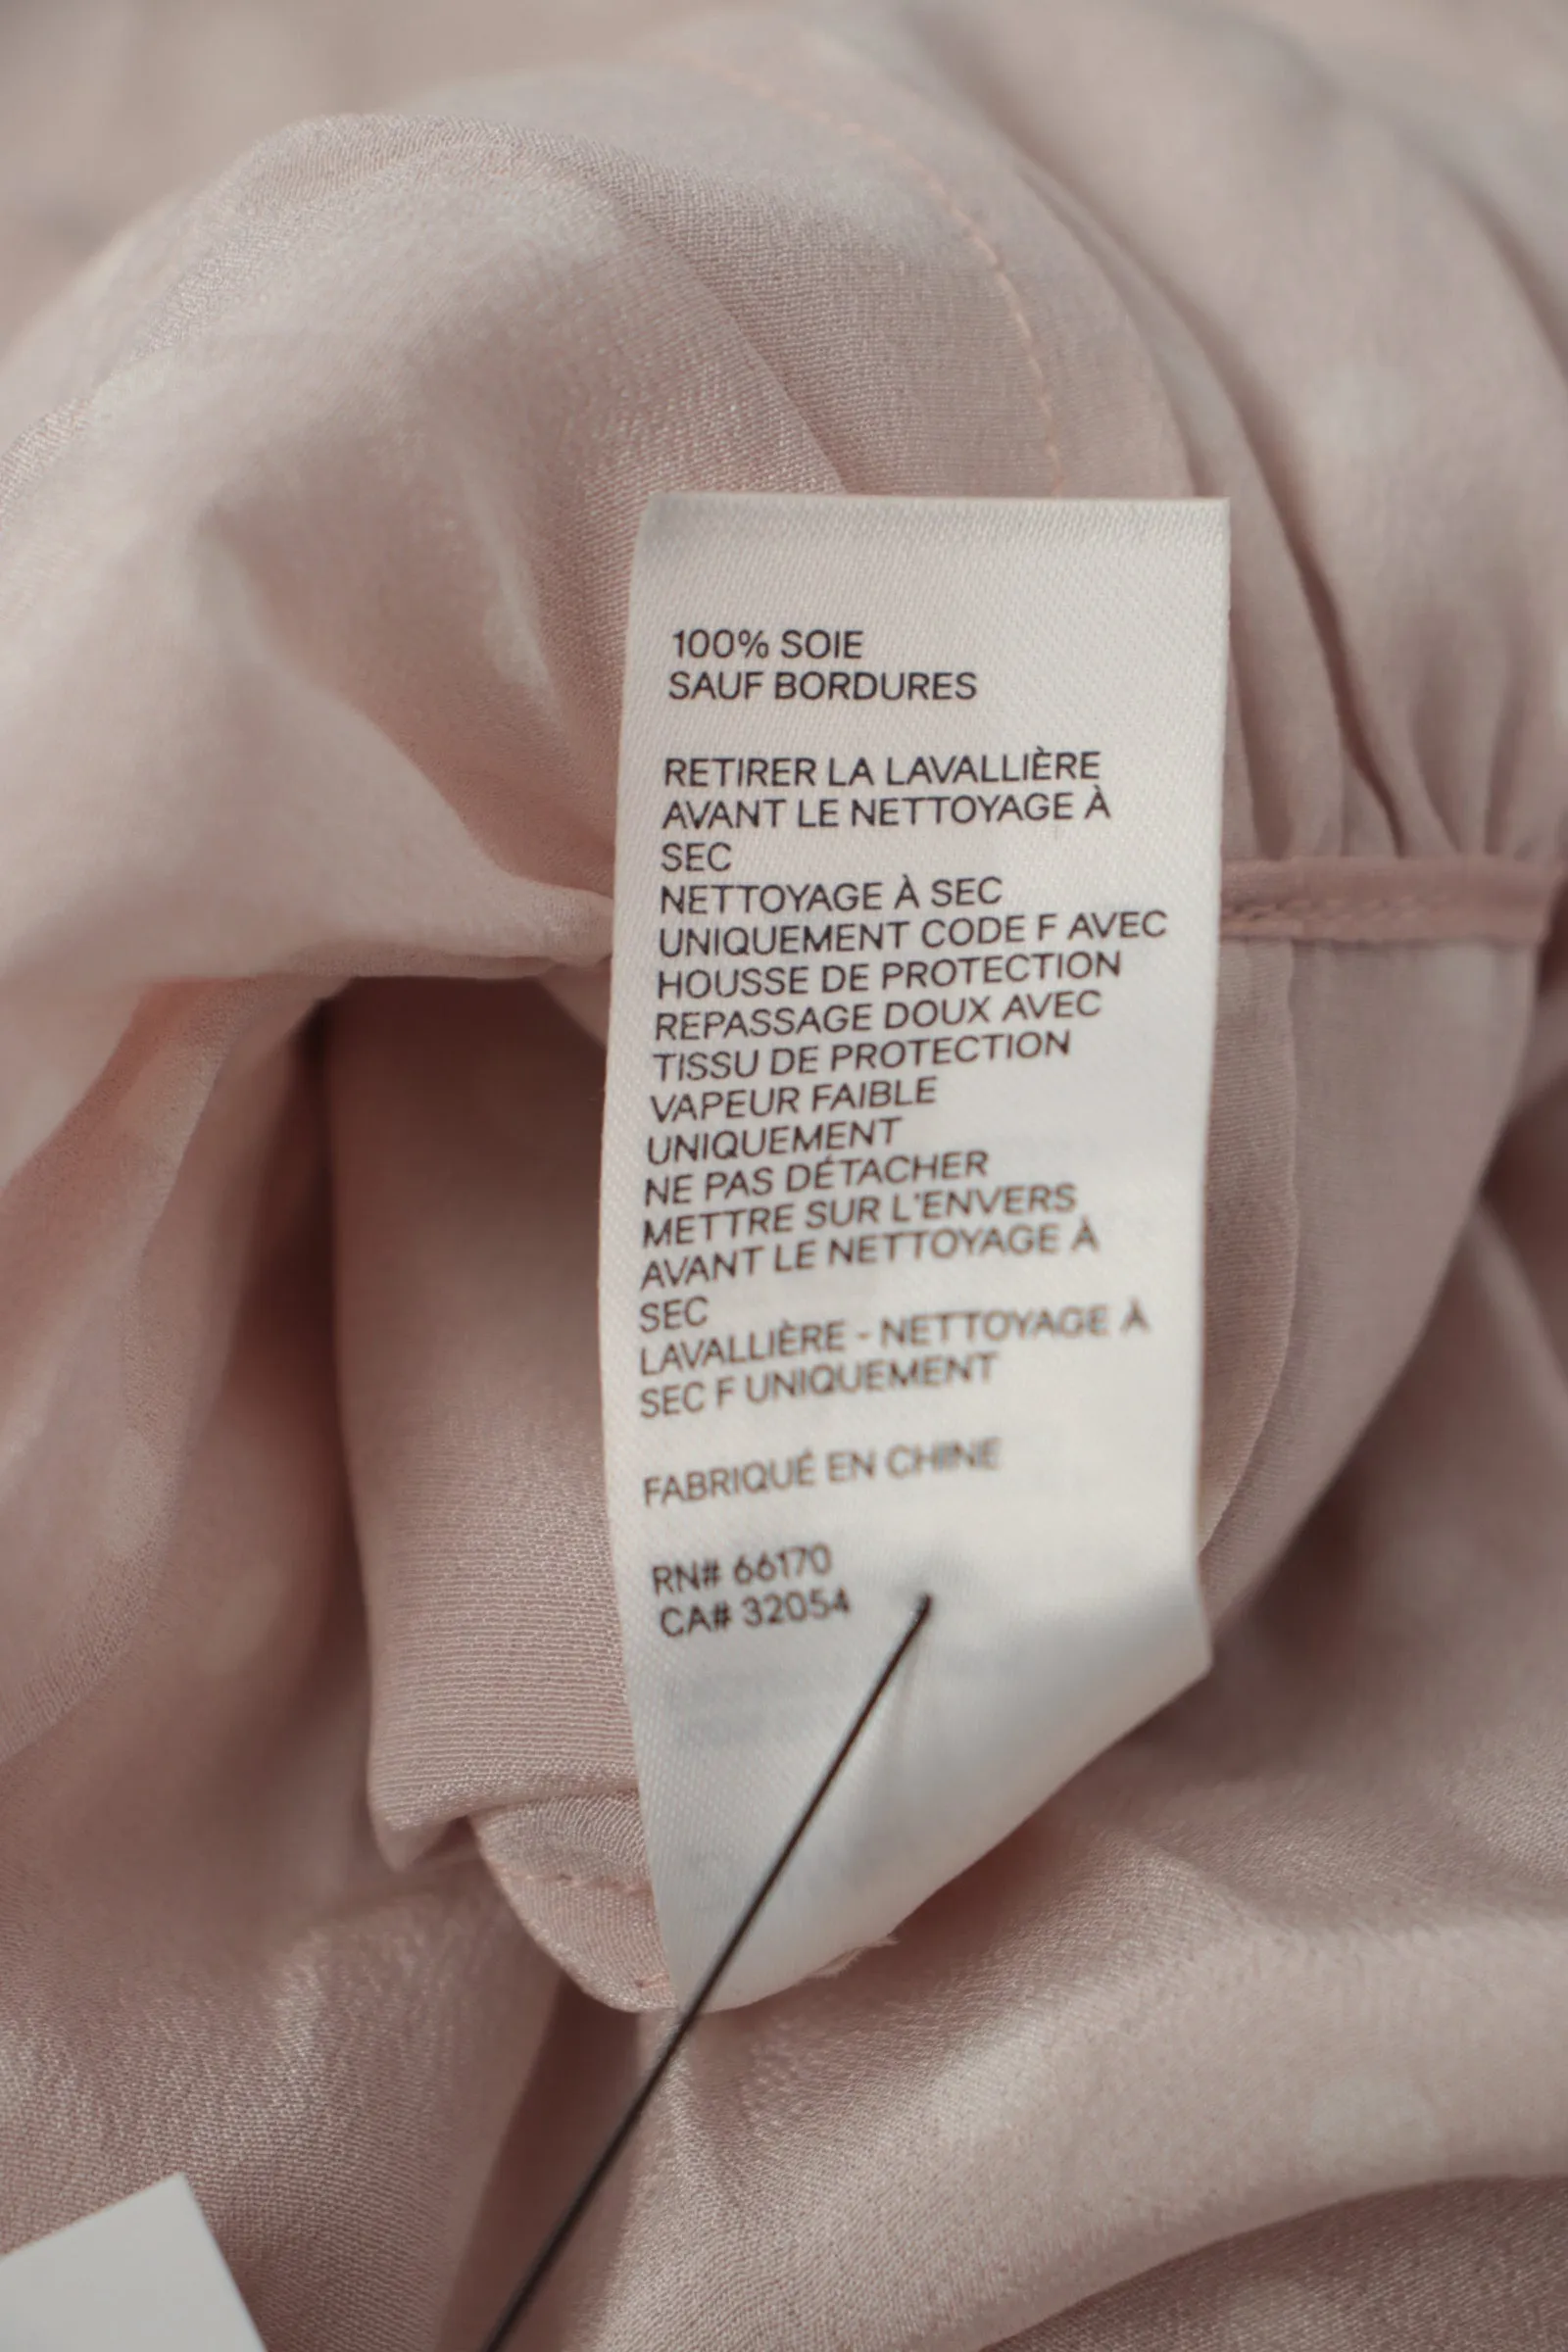 100% SOIE
SAUF BORDURES
RETIRER LA LAVALLIÈRE
AVANT LE NETTOYAGE À
SEC
NETTOYAGE À SEC
UNIQUEMENT CODE F AVEC
HOUSSE DE PROTECTION
REPASSAGE DOUX AVEC
TISSU DE PROTECTION
VAPEUR FAIBLE
UNIQUEMENT
NE PAS DÉTACHER
METTRE SUR L'ENVERS
AVANT LE NETTOYAGE À
SEC
LAVALLIÈRE - NETTOYAGE À
SEC F UNIQUEMENT
FABRIQUÉ EN CHINE
RN# 66170
CA# 32054